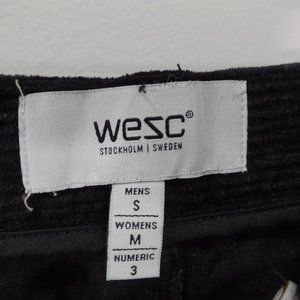 wesc®
STOCKHOLM | SWEDEN
MENS
S
WOMENS
M
NUMERIC
3